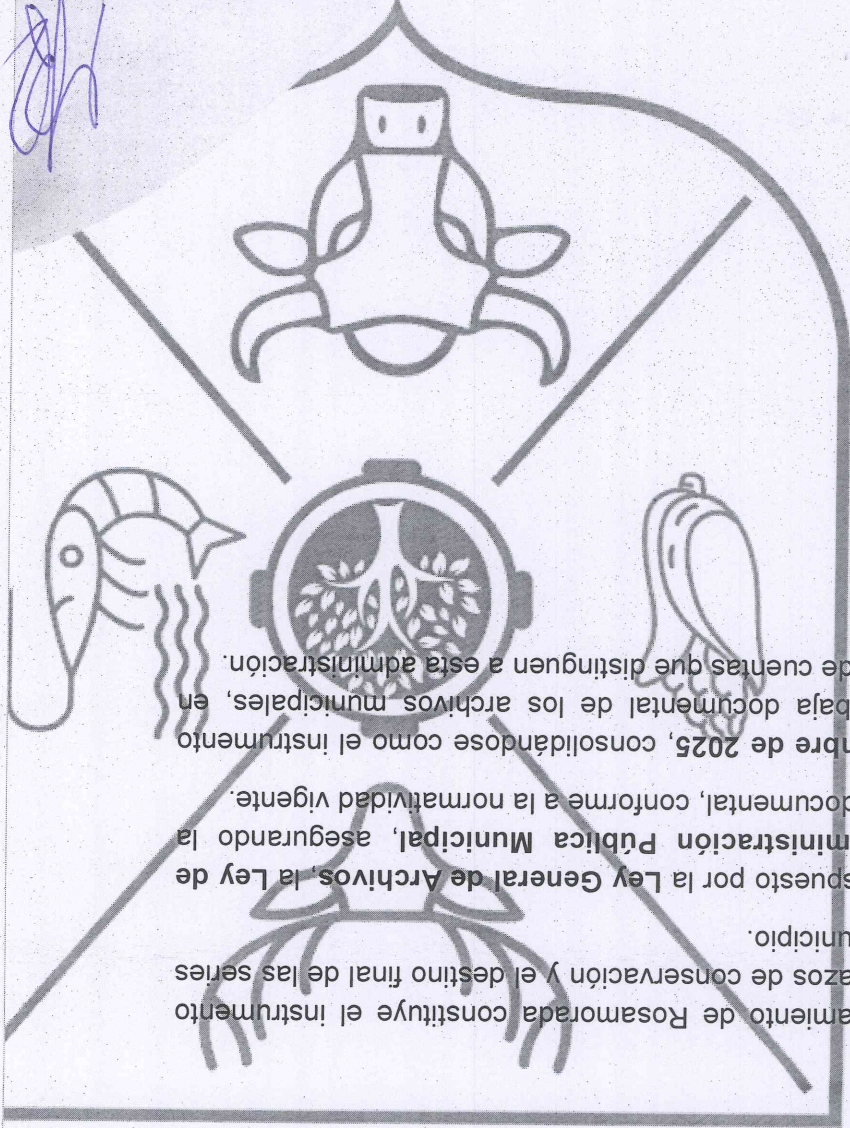 amiento de Rosamorada constituye el instrumento
azos de conservación y el destino final de las series
unicipio.
spuesto por la Ley General de Archivos, la Ley de
ministración Pública Municipal, asegurando la
documental, conforme a la normatividad vigente.
bre de 2025, consolidándose como el instrumento
baja documental de los archivos municipales, en
de cuentas que distinguen a esta administración.